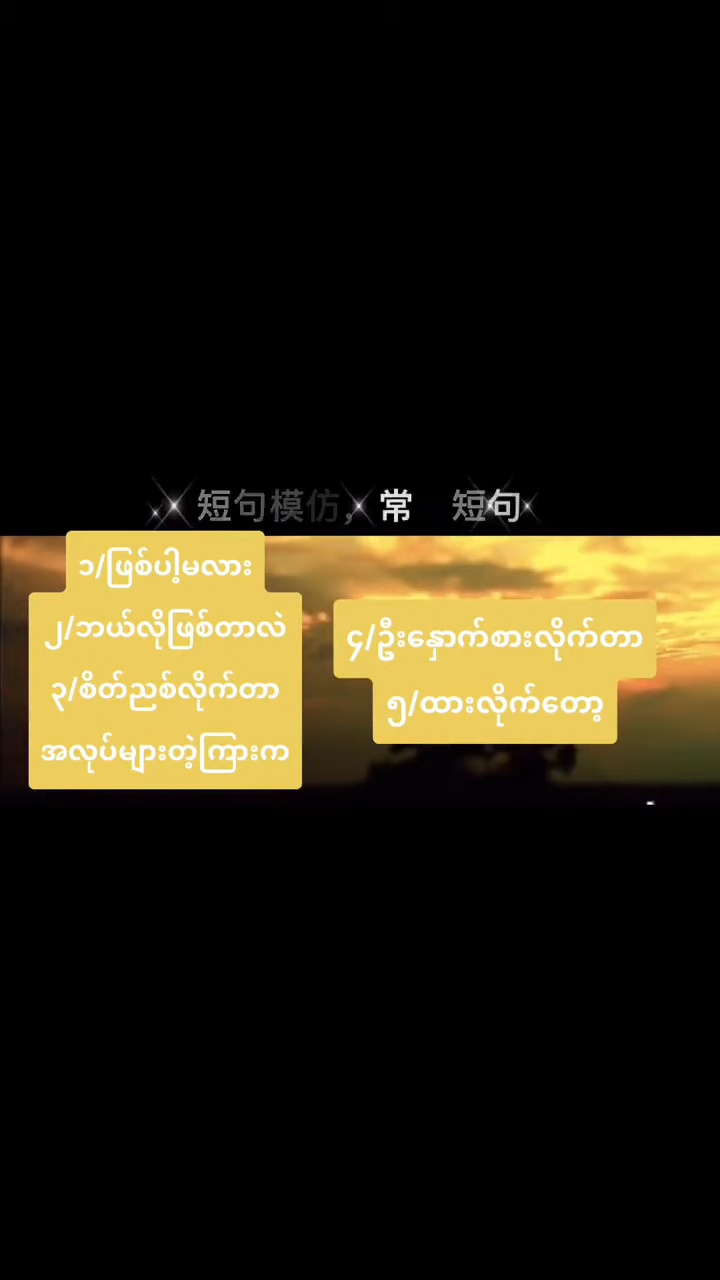 短句模仿, 常 短句
၁/ဖြစ်ပါ့မလား
၂/ဘယ်လိုဖြစ်တာလဲ
၃/စိတ်ညစ်လိုက်တာ
အလုပ်များတဲ့ကြားက
၄/ဦးနှောက်စားလိုက်တာ
၅/ထားလိုက်တော့